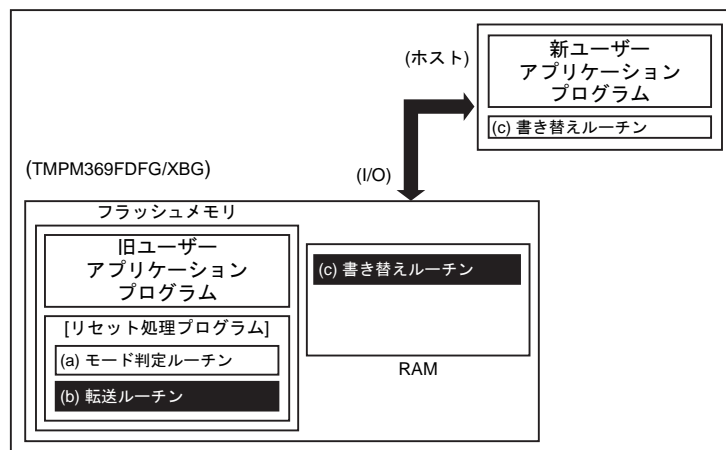 (ホスト)
新ユーザー
アプリケーション
プログラム
(c) 書き替えルーチン
(TMPM369FDFG/XBG)
(I/O)
フラッシュメモリ
旧ユーザー
アプリケーション
プログラム
[リセット処理プログラム]
(a) モード判定ルーチン
(b) 転送ルーチン
(c) 書き替えルーチン
RAM